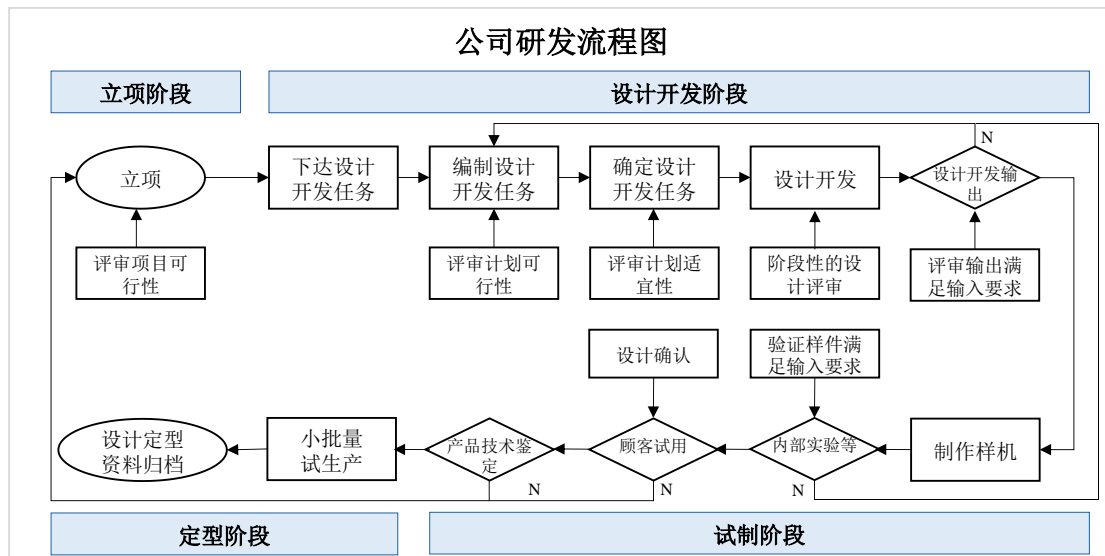 公司研发流程图
立项阶段
设计开发阶段
N
立项
下达设计
开发任务
编制设计
开发任务
确定设计
开发任务
设计开发
设计开发输
出
评审项目可
行性
评审计划可
行性
评审计划适
宜性
阶段性的设
计评审
评审输出满
足输入要求
设计确认
验证样件满
足输入要求
设计定型
资料归档
小批量
试生产
产品技术鉴
定
顾客试用
内部实验等
制作样机
N
N
N
定型阶段
试制阶段